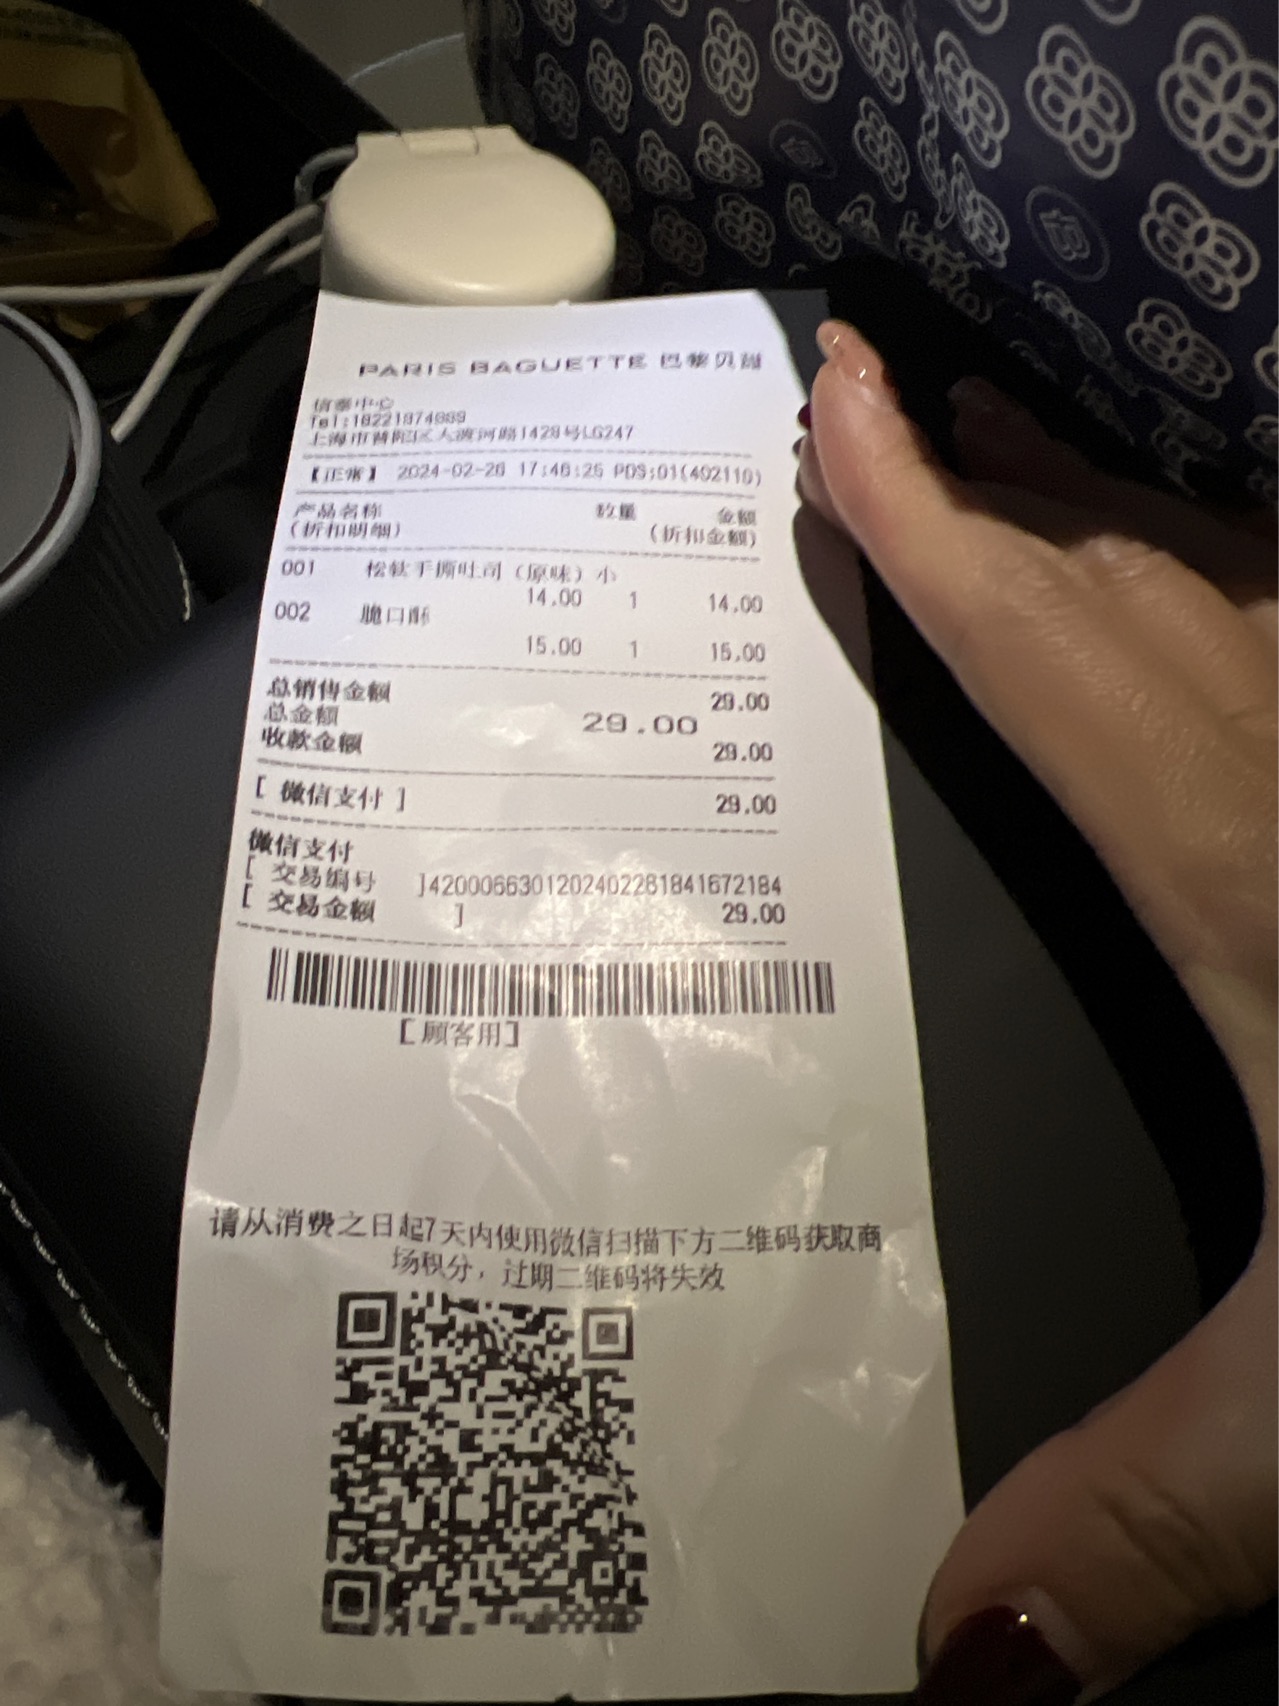 PARIS BAGUETTE 巴黎贝甜
信泰中心
Tel:18221874889
上海市普陀区大渡河路1428号LG247
【正常】 2024-02-26 17:46:25 POS:01(492110)
产品名称 数量 金额
(折扣明细) (折扣金额)
001 松软手撕吐司（原味）小
14.00 1 14.00
002 脆口酥
15.00 1 15.00
总销售金额 29.00
总金额 29.00
收款金额 29.00
[ 微信支付 ] 29.00
微信支付
[ 交易编号 ]4200066301202402261841672184
[ 交易金额 ] 29.00
[顾客用]
请从消费之日起7天内使用微信扫描下方二维码获取商
场积分，过期二维码将失效